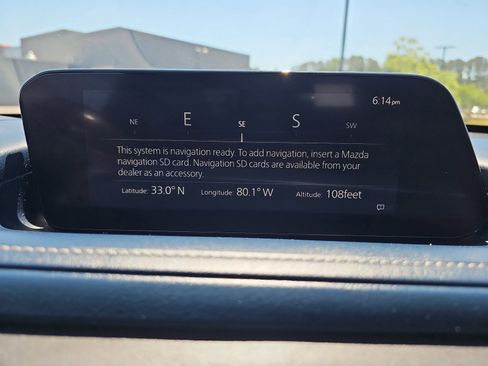 6:14pm
NE E SE S SW
This system is navigation ready. To add navigation, insert a Mazda
navigation SD card. Navigation SD cards are available from your
dealer as an accessory.
Latitude: 33.0° N Longitude: 80.1° W Altitude: 108feet